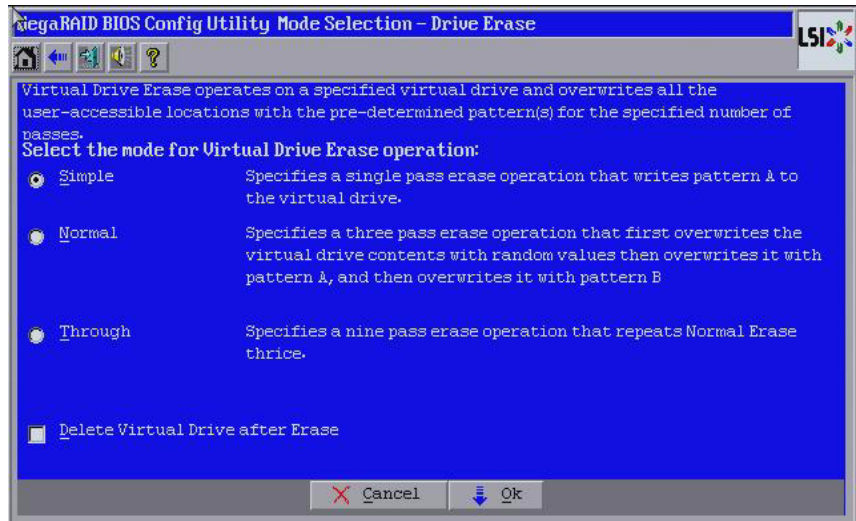 MegaRAID BIOS Config Utility Mode Selection – Drive Erase
LSI
Virtual Drive Erase operates on a specified virtual drive and overwrites all the
user-accessible locations with the pre-determined pattern(s) for the specified number of
passes.
Select the mode for Virtual Drive Erase operation:
Simple Specifies a single pass erase operation that writes pattern A to
the virtual drive.
Normal Specifies a three pass erase operation that first overwrites the
virtual drive contents with random values then overwrites it with
pattern A, and then overwrites it with pattern B
Through Specifies a nine pass erase operation that repeats Normal Erase
thrice.
Delete Virtual Drive after Erase
Cancel Ok